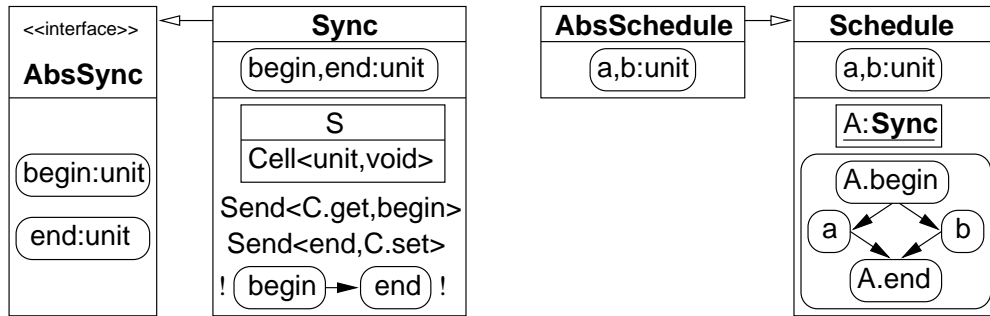 <<interface>>
AbsSync
begin:unit
end:unit
Sync
begin,end:unit
S
Cell<unit,void>
Send<C.get,begin>
Send<end,C.set>
! begin end !
AbsSchedule
a,b:unit
Schedule
a,b:unit
A:Sync
A.begin
a b
A.end